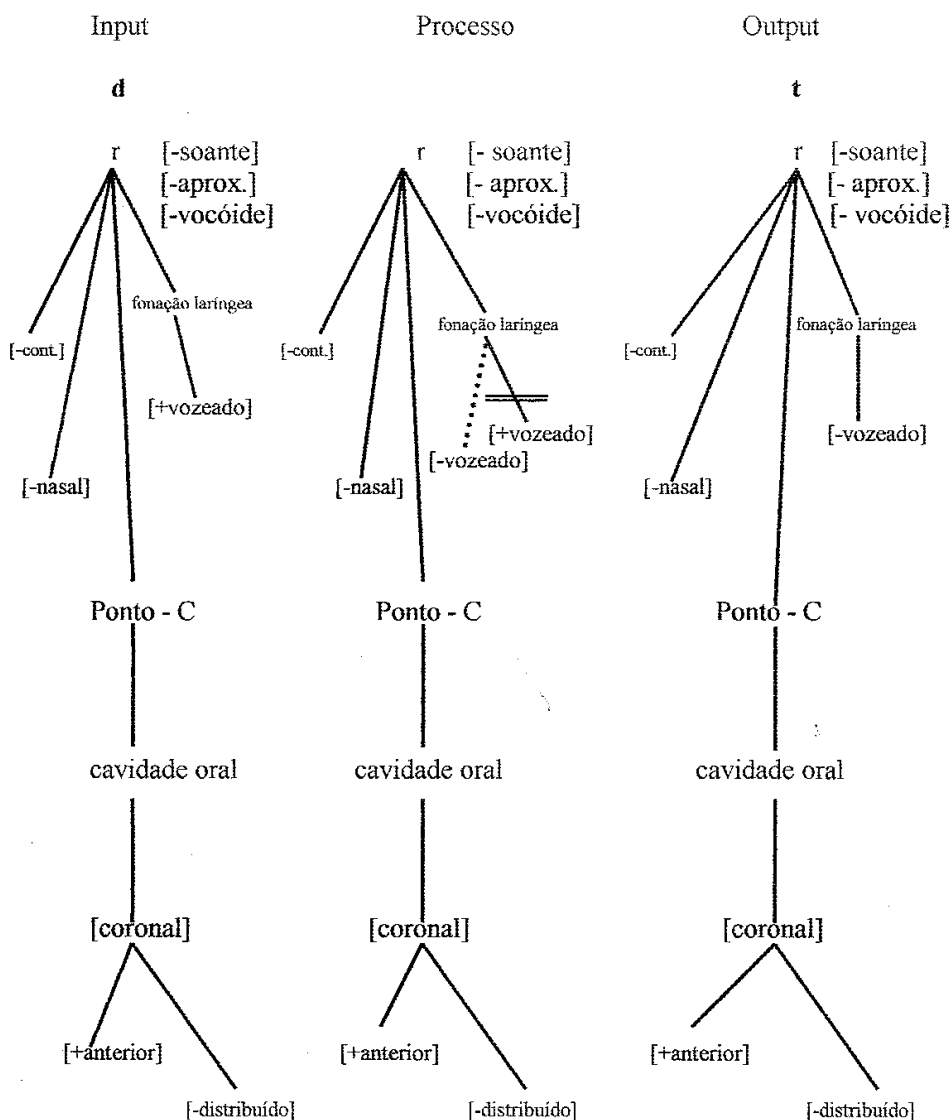 Input Processo Output
d t
r [-soante] r [- soante] r [-soante]
[-aprox.] [- aprox.] [- aprox.]
[-vocóide] [-vocóide] [- vocóide]
fonação laríngea
fonação laríngea fonação laríngea
[-cont.] [-cont.] [-cont.]
[+vozeado]
[+vozeado] [-vozeado]
[-vozeado]
[-nasal] [-nasal] [-nasal]
Ponto - C Ponto - C Ponto - C
cavidade oral cavidade oral cavidade oral
[coronal] [coronal] [coronal]
[+anterior] [+anterior] [+anterior]
[-distribuído] [-distribuído] [-distribuído]